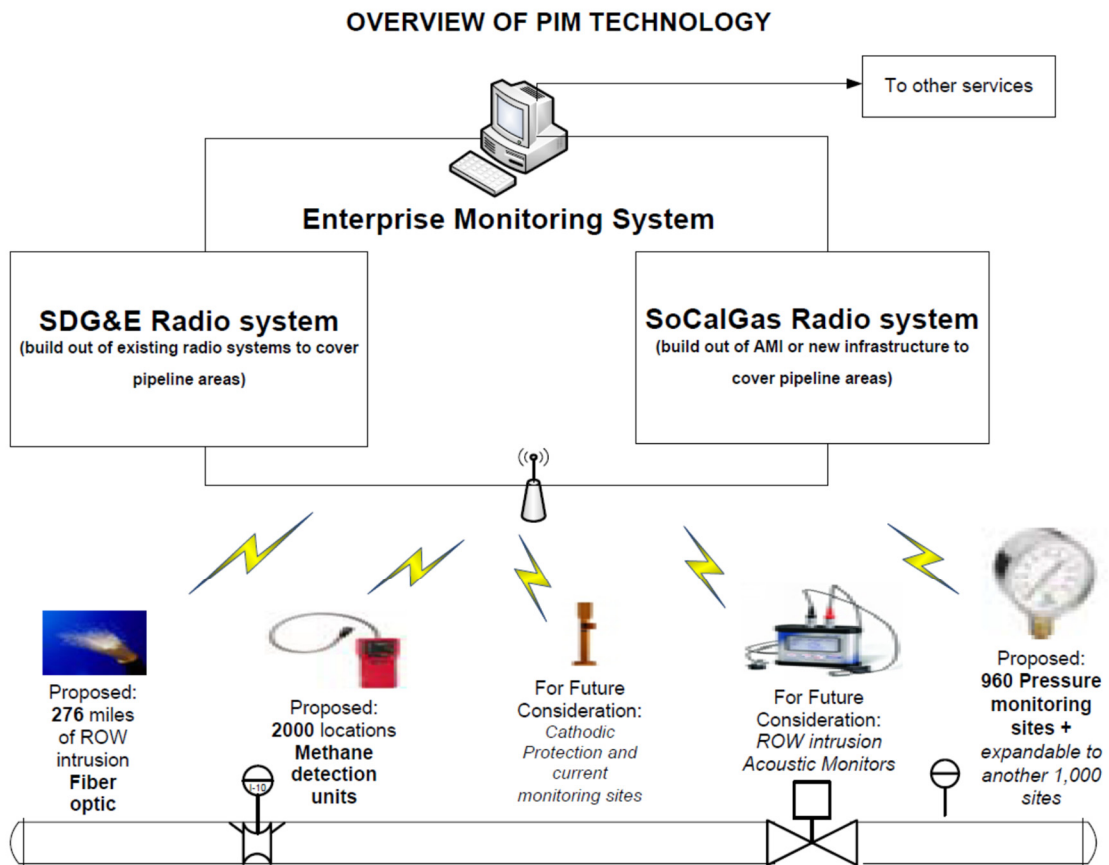 OVERVIEW OF PIM TECHNOLOGY
To other services
Enterprise Monitoring System
SDG&E Radio system
(build out of existing radio systems to cover
pipeline areas)
SoCalGas Radio system
(build out of AMI or new infrastructure to
cover pipeline areas)
Proposed:
276 miles
of ROW
intrusion
Fiber
optic
Proposed:
2000 locations
Methane
detection
units
For Future
Consideration:
Cathodic
Protection and
current
monitoring sites
For Future
Consideration:
ROW intrusion
Acoustic Monitors
Proposed:
960 Pressure
monitoring
sites +
expandable to
another 1,000
sites
I-10